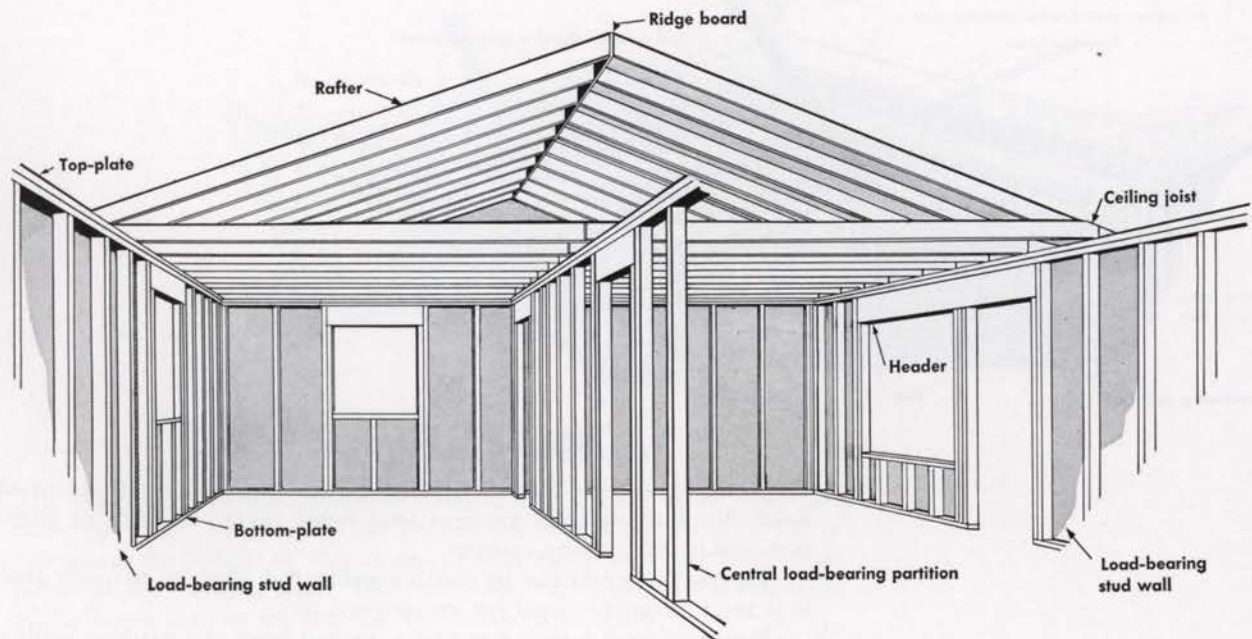 Ridge board
Rafter
Top-plate
Ceiling joist
Header
Bottom-plate
Load-bearing stud wall
Central load-bearing partition
Load-bearing
stud wall